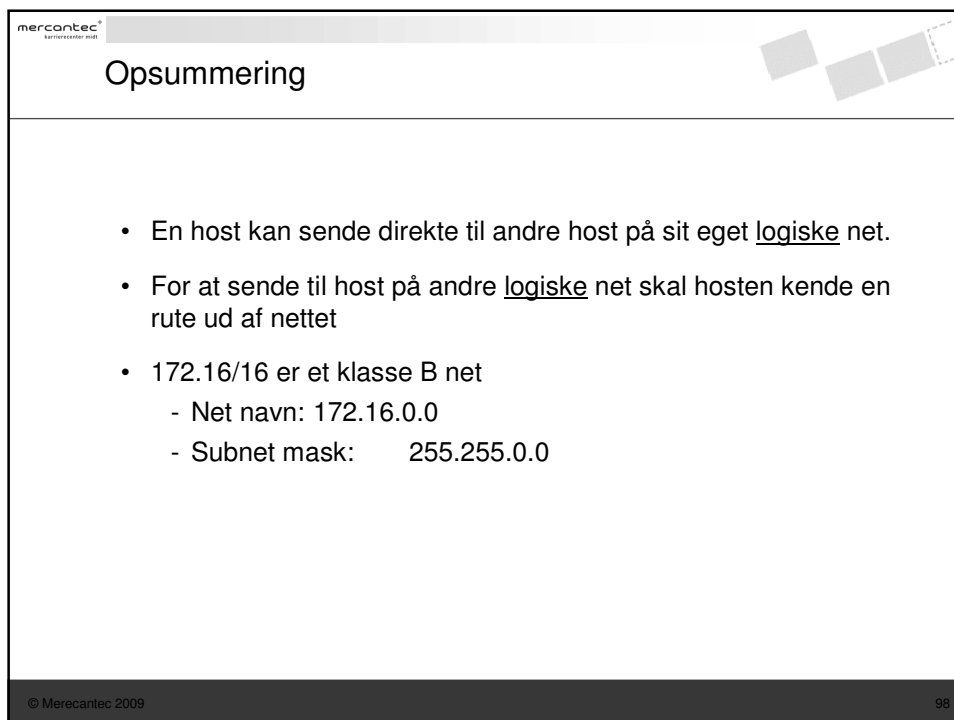 mercantec+
karrierecenter midt
Opsummering
• En host kan sende direkte til andre host på sit eget logiske net.
• For at sende til host på andre logiske net skal hosten kende en
rute ud af nettet
• 172.16/16 er et klasse B net
- Net navn: 172.16.0.0
- Subnet mask: 255.255.0.0
© Merecantec 2009
98